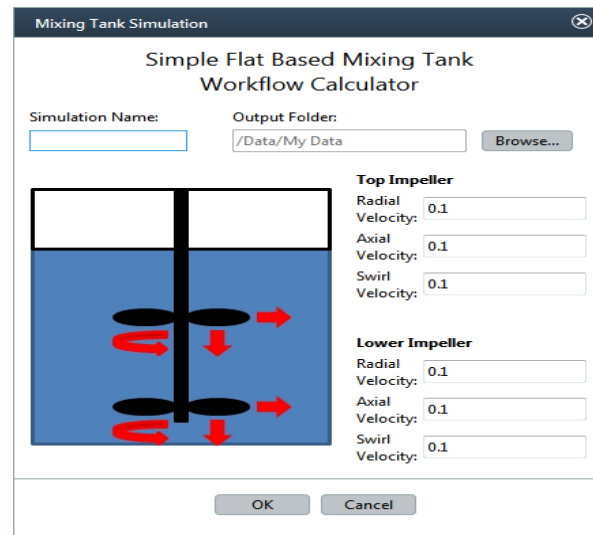 Mixing Tank Simulation
Simple Flat Based Mixing Tank
Workflow Calculator
Simulation Name:
Output Folder:
/Data/My Data
Browse...
Top Impeller
Radial
Velocity:
0.1
Axial
Velocity:
0.1
Swirl
Velocity:
0.1
Lower Impeller
Radial
Velocity:
0.1
Axial
Velocity:
0.1
Swirl
Velocity:
0.1
OK
Cancel